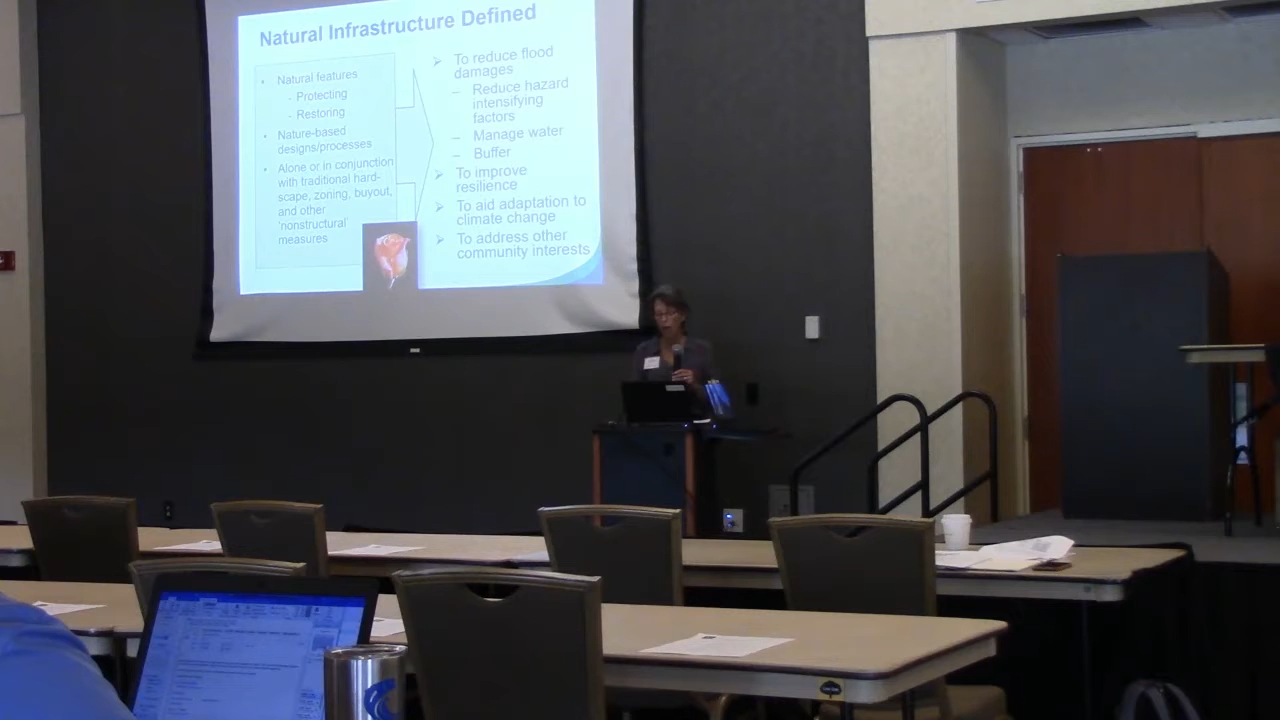 Natural Infrastructure Defined
• Natural features
- Protecting
- Restoring
• Nature-based
designs/processes
• Alone or in conjunction
with traditional hard-
scape, zoning, buyout,
and other
'nonstructural'
measures
➢ To reduce flood
damages
– Reduce hazard
intensifying
factors
– Manage water
– Buffer
➢ To improve
resilience
➢ To aid adaptation to
climate change
➢ To address other
community interests